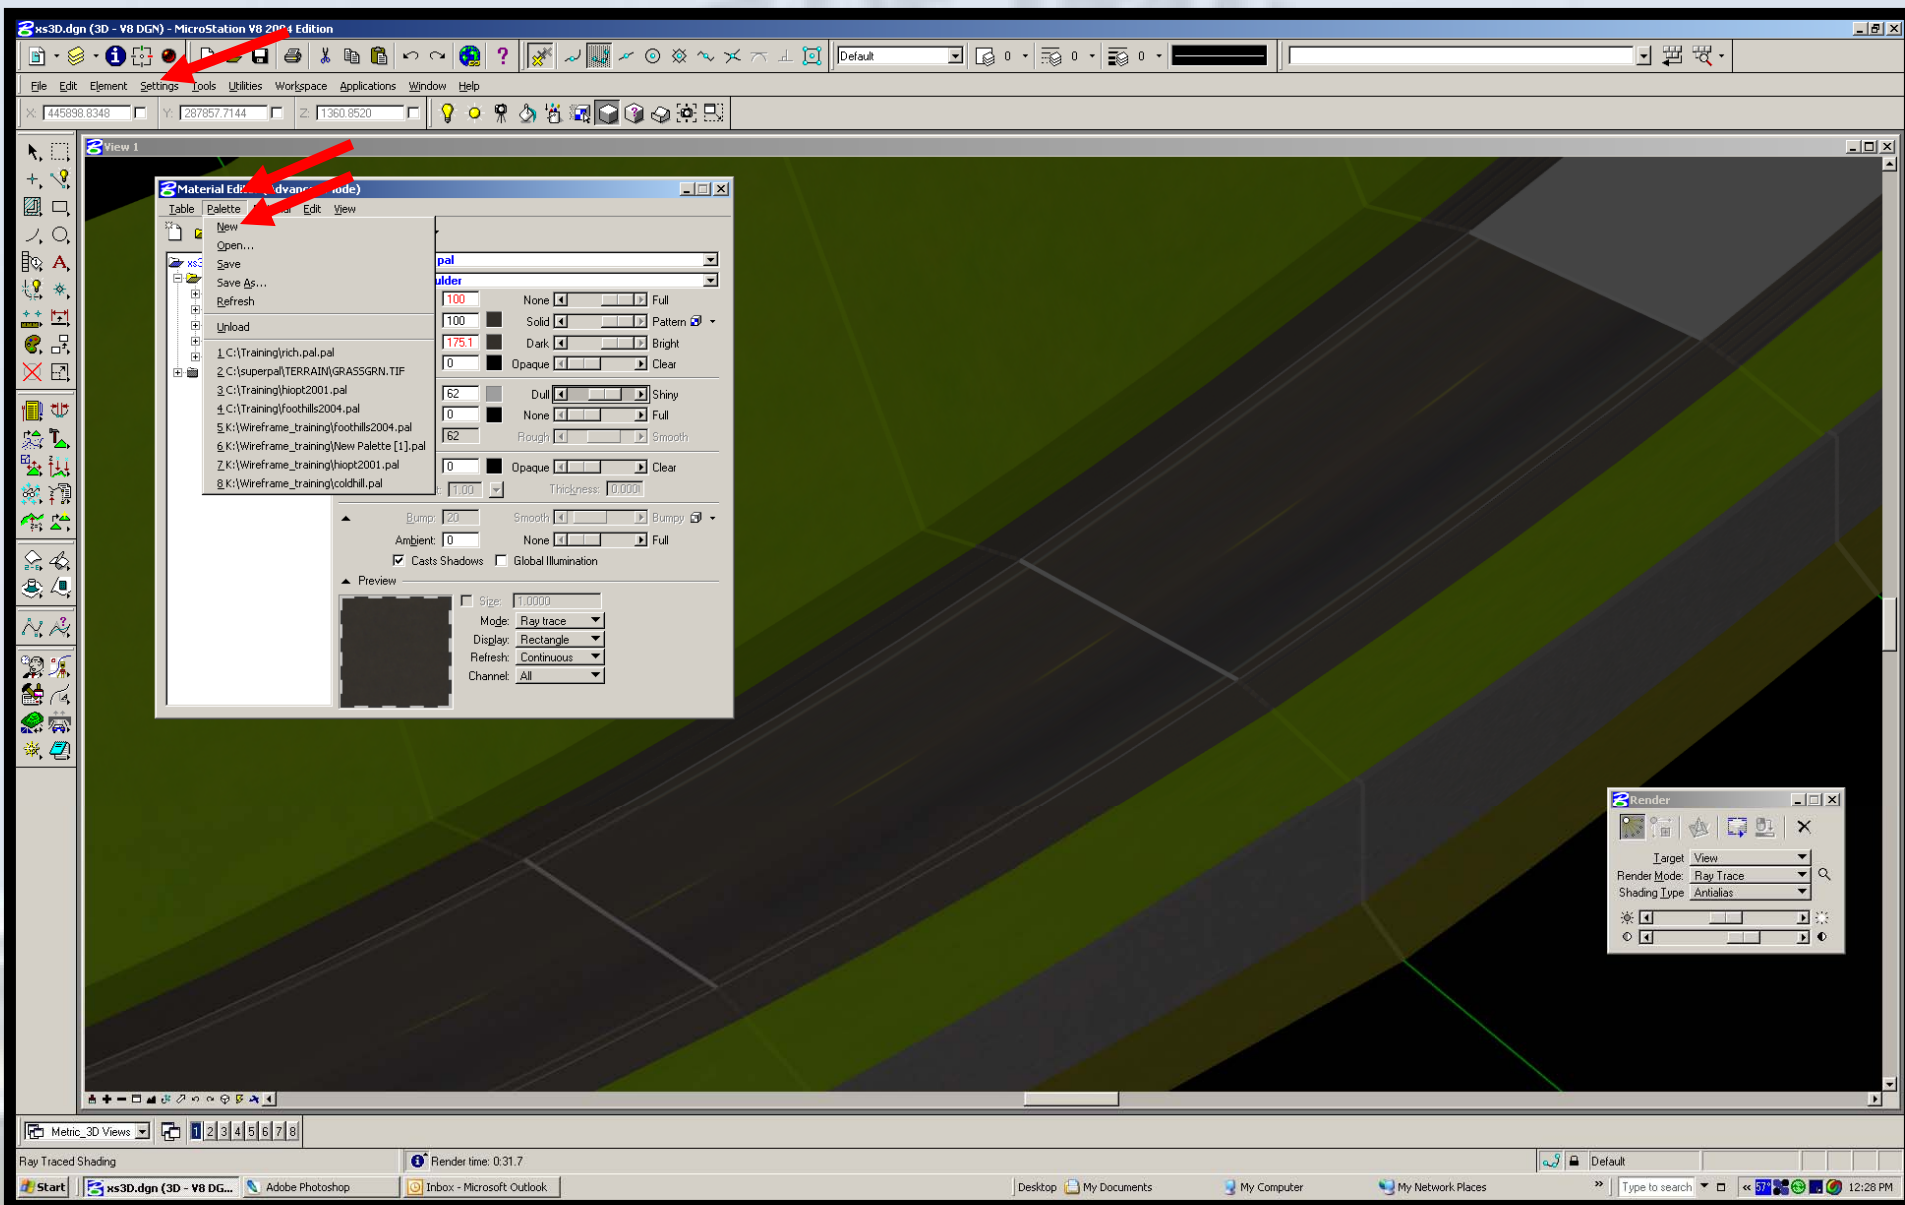 xs3D.dgn (3D - V8 DGN) - MicroStation V8 2004 Edition
Default 0 0 0
File Edit Element Settings Tools Utilities Workspace Applications Window Help
X: 445898.8348 Y: 287857.7144 Z: 1360.8520
View 1
Material Editor (Advanced Mode)
Table Palette Edit View
New
Open...
Save
Save As...
Refresh
Unload
1 C:\Training\rich.pal.pal
2 C:\superpal\TERRAIN\GRASSGRN.TIF
3 C:\Training\hiopt2001.pal
4 C:\Training\foothills2004.pal
5 K:\Wireframe_training\foothills2004.pal
6 K:\Wireframe_training\New Palette [1].pal
7 K:\Wireframe_training\hiopt2001.pal
8 K:\Wireframe_training\coldhill.pal
xs3
pal
ulder
100 None Full
100 Solid Pattern
175.1 Dark Bright
0 Opaque Clear
62 Dull Shiny
0 None Full
62 Rough Smooth
0 Opaque Clear
1.00 Thickness: 0.000
Bump: 20 Smooth Bumpy
Ambient: 0 None Full
Casts Shadows Global Illumination
Preview
Size: 1.0000
Mode: Ray trace
Display: Rectangle
Refresh: Continuous
Channel: All
Render
Target View
Render Mode: Ray Trace
Shading Type Antialias
Metric_3D Views 1 2 3 4 5 6 7 8
Ray Traced Shading Render time: 0:31.7 Default
Start xs3D.dgn (3D - V8 DG... Adobe Photoshop Inbox - Microsoft Outlook Desktop My Documents My Computer My Network Places » Type to search « 57° 12:28 PM